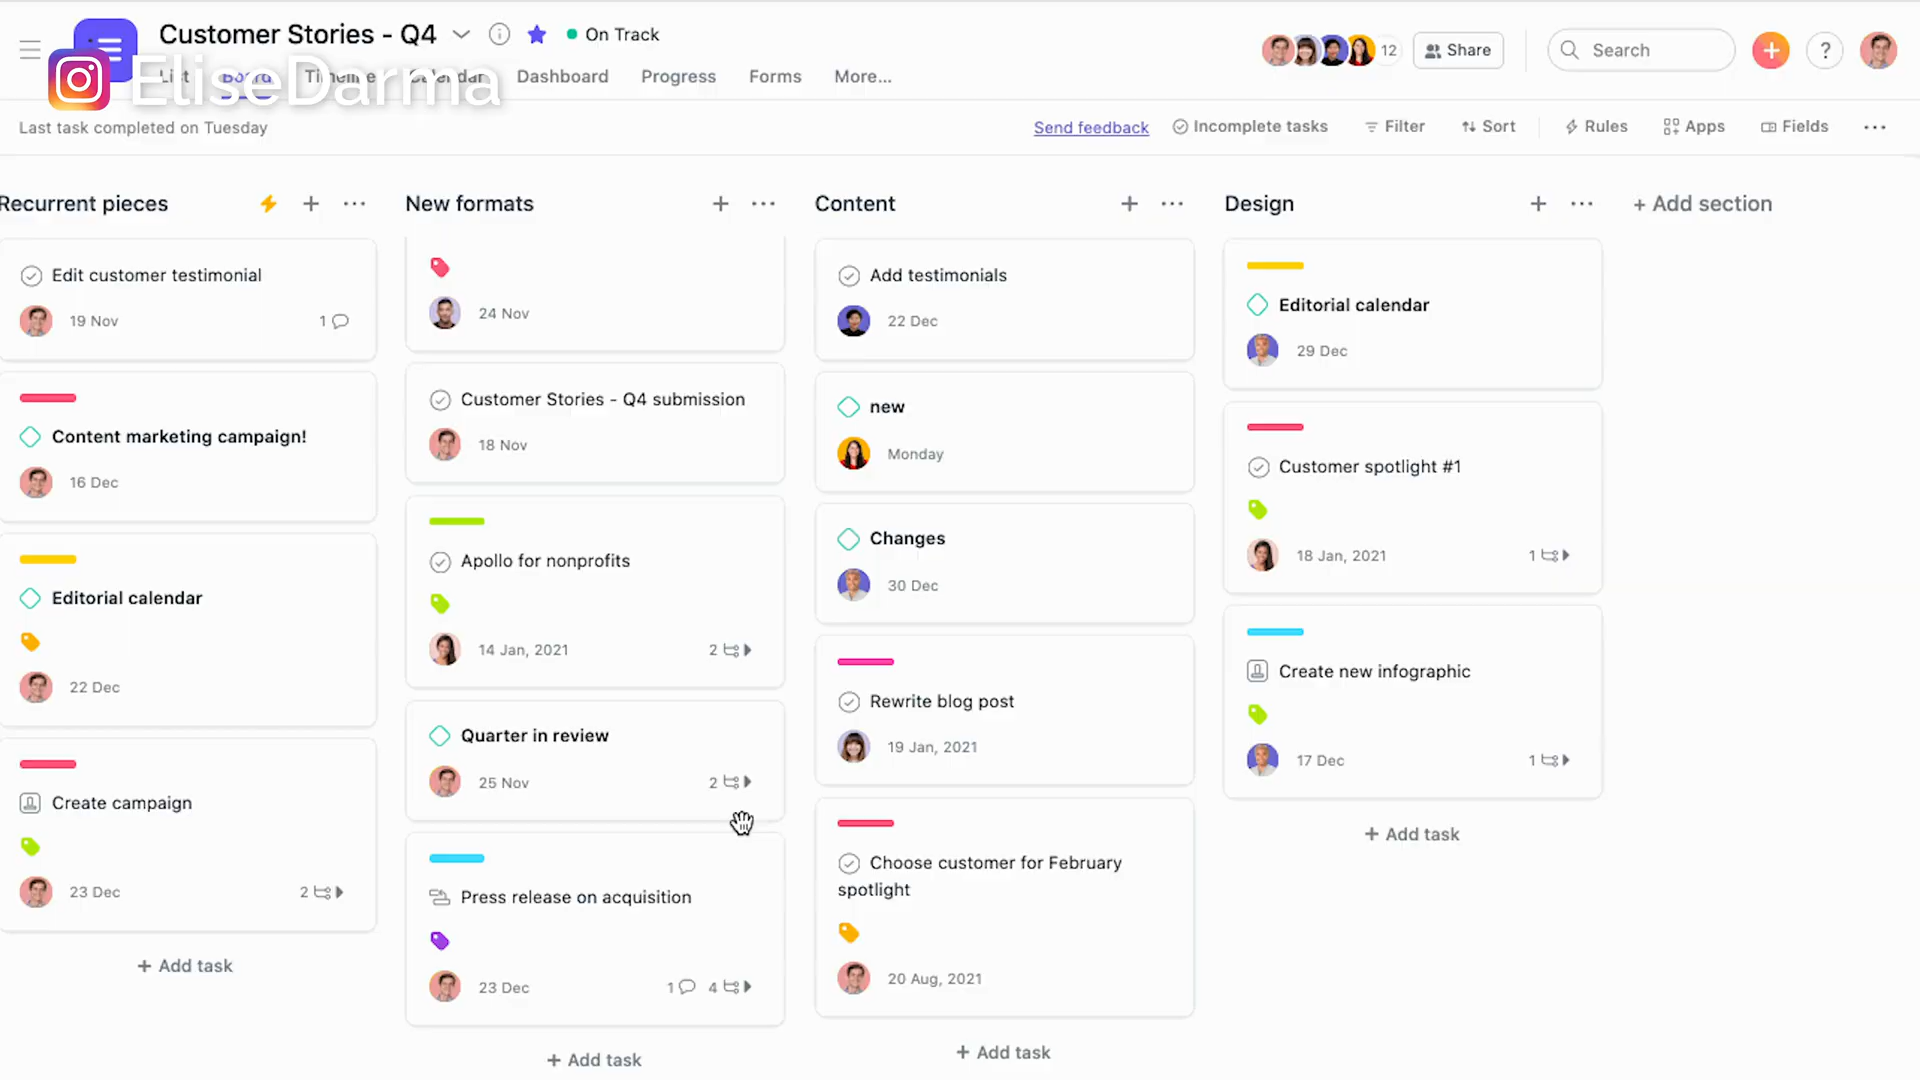 Customer Stories - Q4
On Track
12
Share
Search
?
List Board Timeline Calendar Dashboard Progress Forms More...
EliseDarma
Last task completed on Tuesday
Send feedback
Incomplete tasks
Filter
Sort
Rules
Apps
Fields
Recurrent pieces
Edit customer testimonial
19 Nov
1
Content marketing campaign!
16 Dec
Editorial calendar
22 Dec
Create campaign
23 Dec
2
+ Add task
New formats
24 Nov
Customer Stories - Q4 submission
18 Nov
Apollo for nonprofits
14 Jan, 2021
2
Quarter in review
25 Nov
2
Press release on acquisition
23 Dec
1
4
+ Add task
Content
Add testimonials
22 Dec
new
Monday
Changes
30 Dec
Rewrite blog post
19 Jan, 2021
Choose customer for February
spotlight
20 Aug, 2021
+ Add task
Design
Editorial calendar
29 Dec
Customer spotlight #1
18 Jan, 2021
1
Create new infographic
17 Dec
1
+ Add task
+ Add section